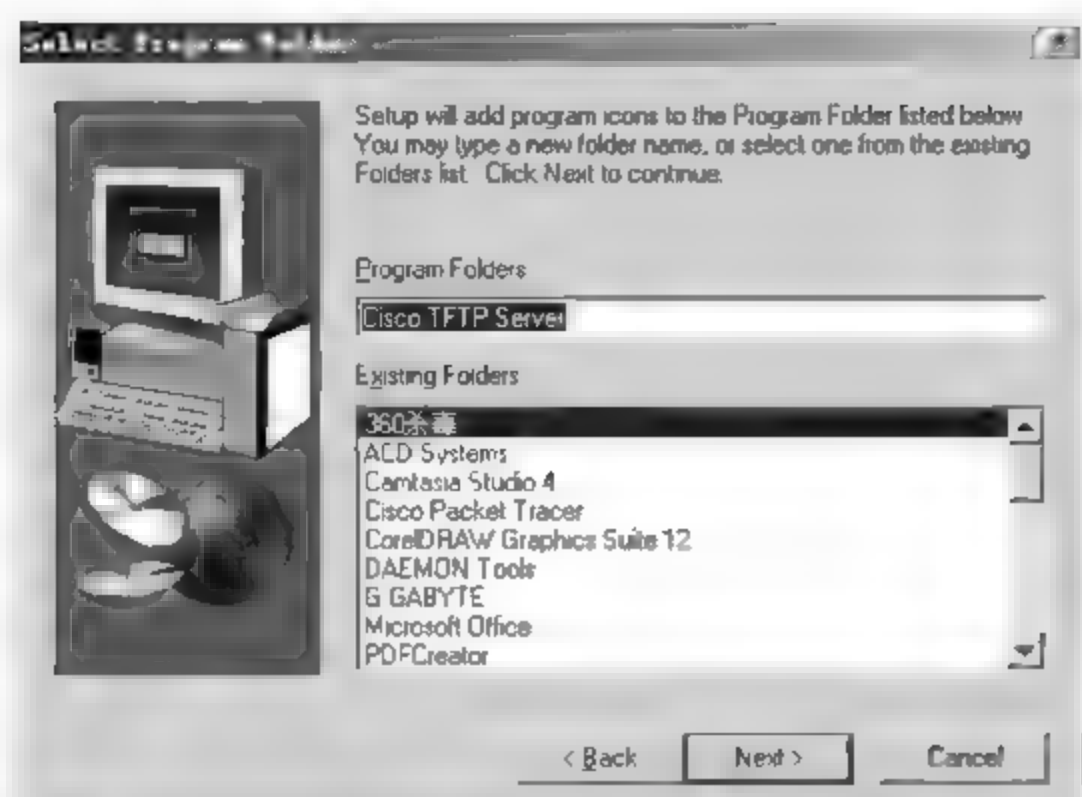 Select Program Folder
Setup will add program icons to the Program Folder listed below
You may type a new folder name, or select one from the existing
Folders list. Click Next to continue.
Program Folders
Cisco TFTP Server
Existing Folders
360杀毒
ACD Systems
Camtasia Studio 4
Cisco Packet Tracer
CorelDRAW Graphics Suite 12
DAEMON Tools
GIGABYTE
Microsoft Office
PDFCreator
< Back
Next >
Cancel